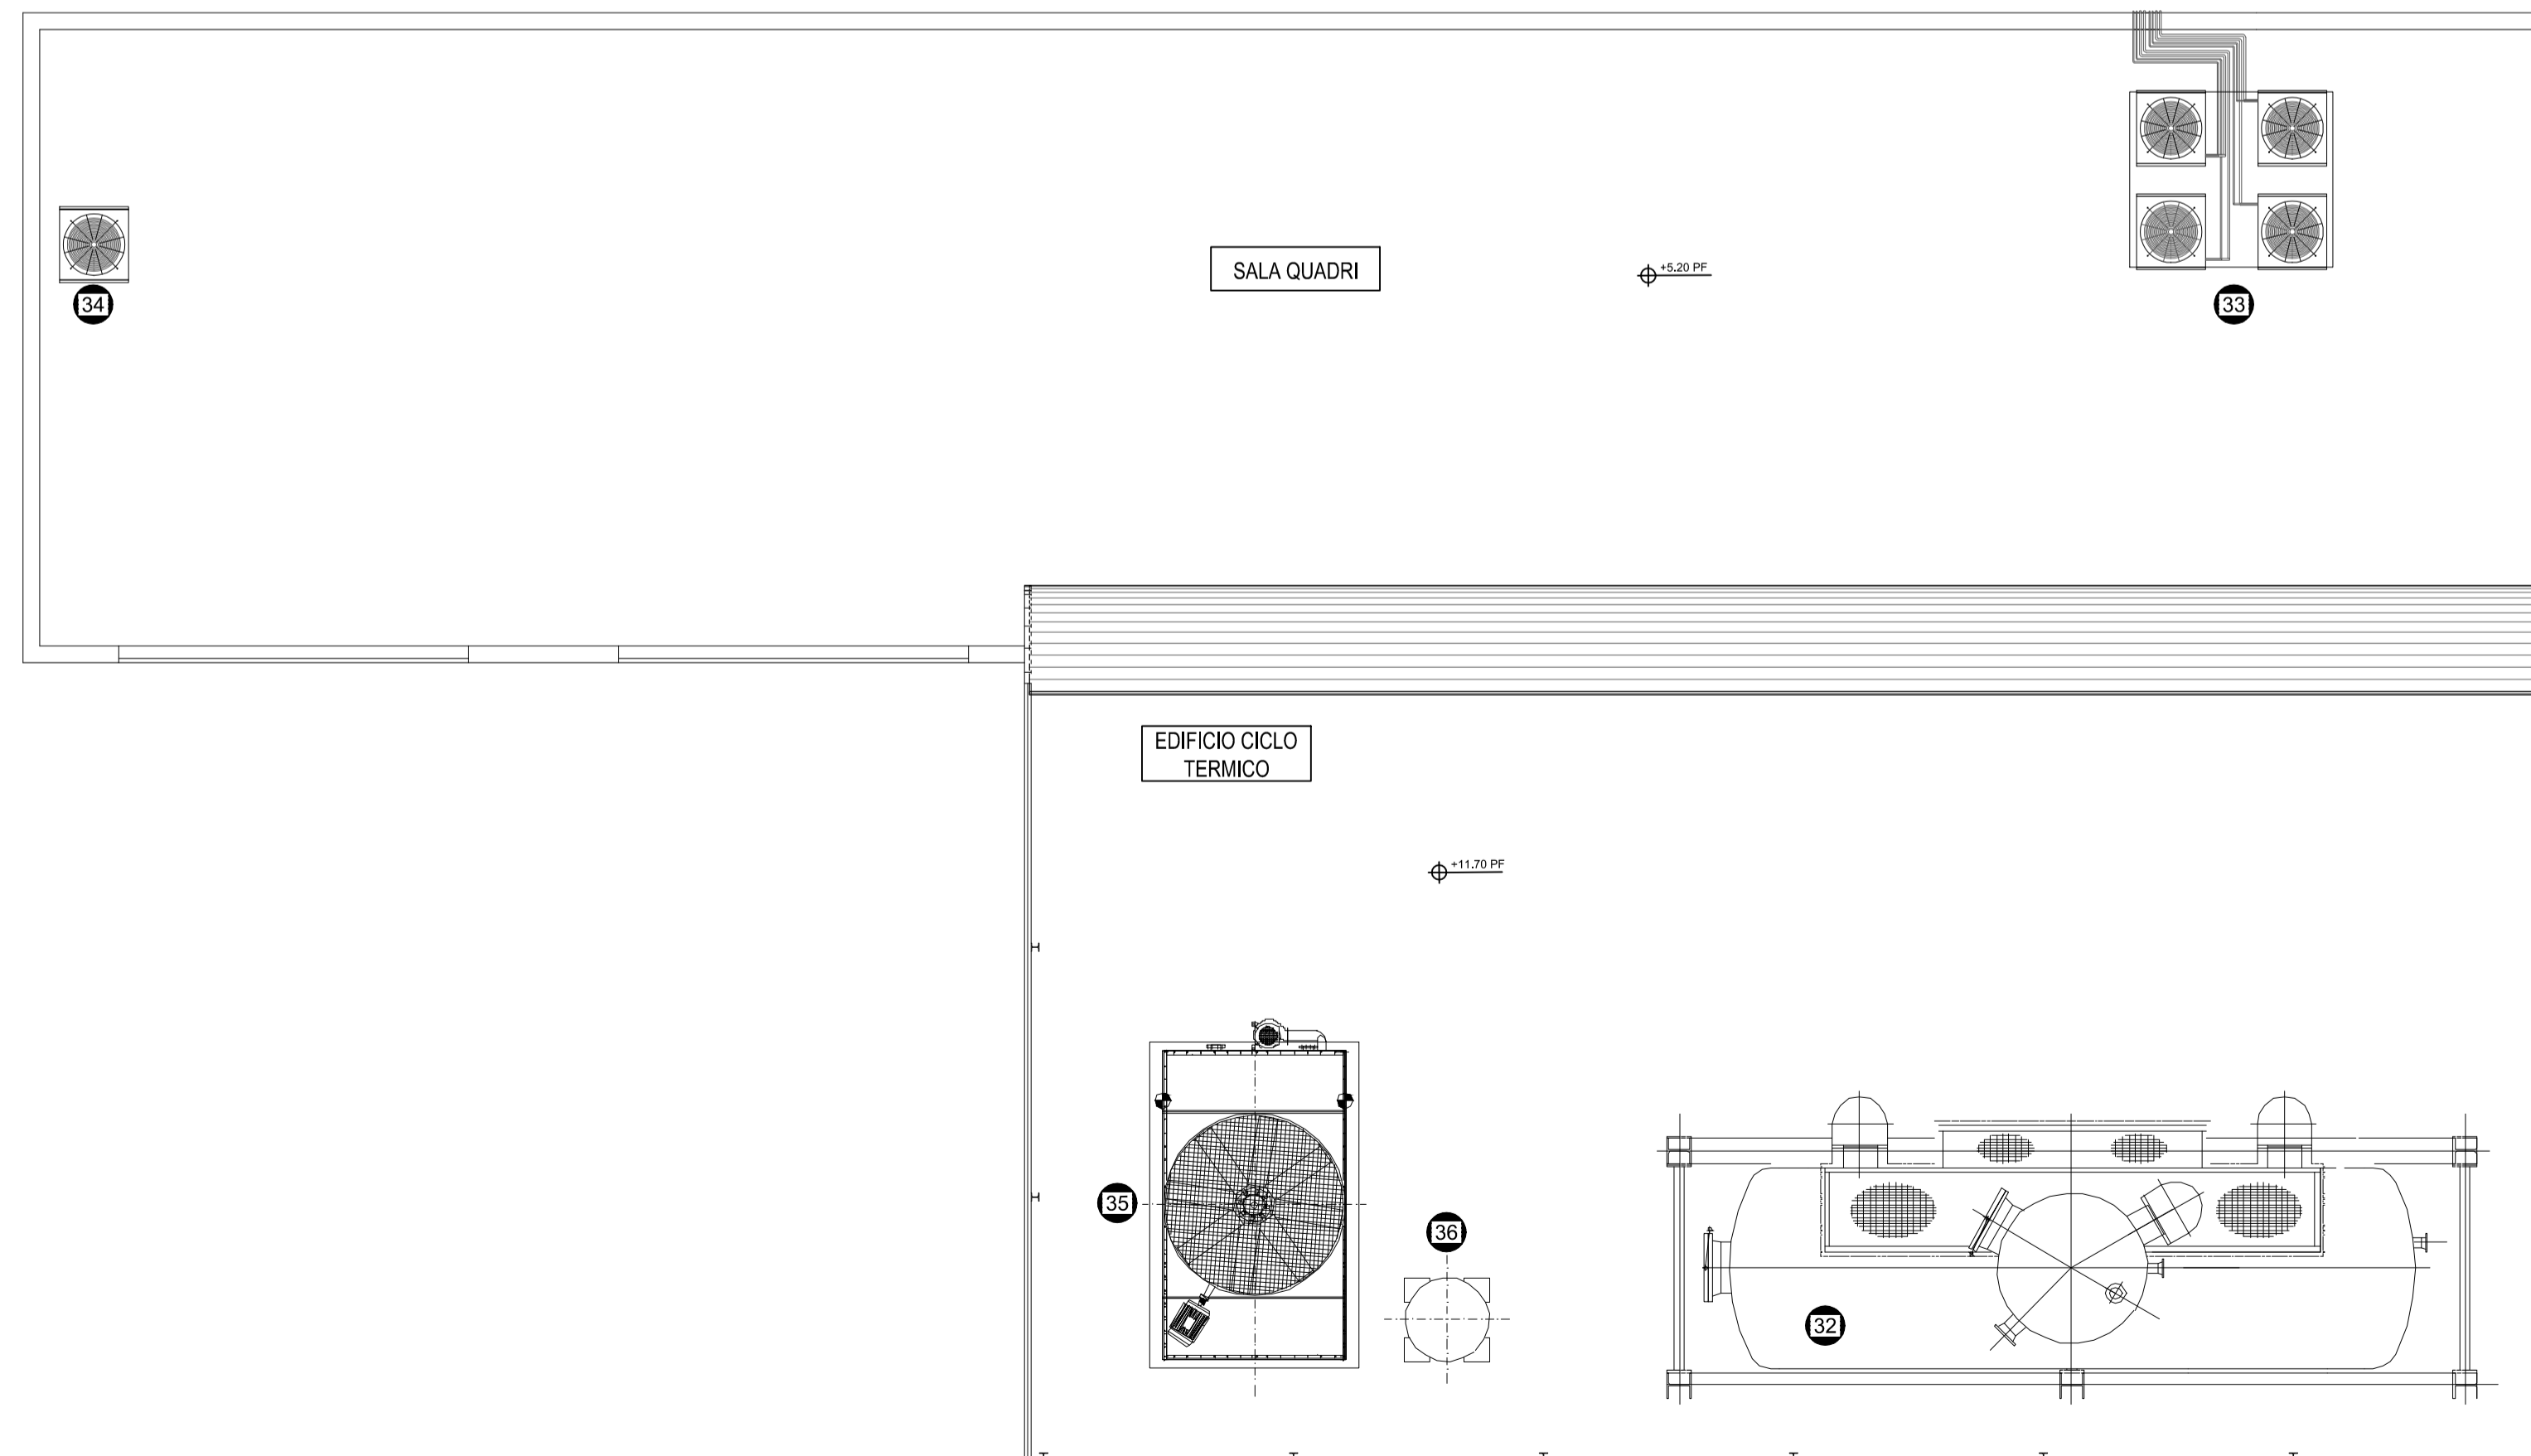 SALA QUADRI
+5.20 PF
34
33
EDIFICIO CICLO
TERMICO
+11.70 PF
35
36
32